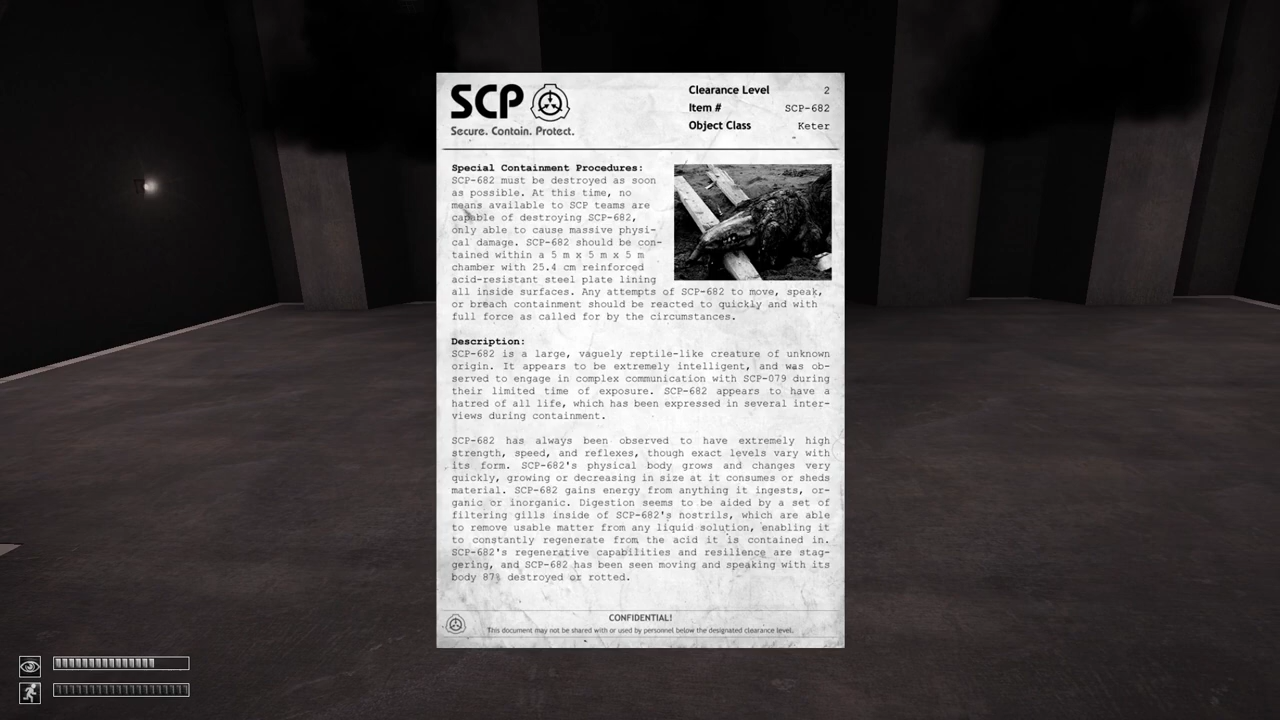 SCP
Secure. Contain. Protect.
Clearance Level 2
Item # SCP-682
Object Class Keter
Special Containment Procedures:
SCP-682 must be destroyed as soon
as possible. At this time, no
means available to SCP teams are
capable of destroying SCP-682,
only able to cause massive physi-
cal damage. SCP-682 should be con-
tained within a 5 m x 5 m x 5 m
chamber with 25.4 cm reinforced
acid-resistant steel plate lining
all inside surfaces. Any attempts of SCP-682 to move, speak,
or breach containment should be reacted to quickly and with
full force as called for by the circumstances.
Description:
SCP-682 is a large, vaguely reptile-like creature of unknown
origin. It appears to be extremely intelligent, and was ob-
served to engage in complex communication with SCP-079 during
their limited time of exposure. SCP-682 appears to have a
hatred of all life, which has been expressed in several inter-
views during containment.
SCP-682 has always been observed to have extremely high
strength, speed, and reflexes, though exact levels vary with
its form. SCP-682's physical body grows and changes very
quickly, growing or decreasing in size at it consumes or sheds
material. SCP-682 gains energy from anything it ingests, or-
ganic or inorganic. Digestion seems to be aided by a set of
filtering gills inside of SCP-682's nostrils, which are able
to remove usable matter from any liquid solution, enabling it
to constantly regenerate from the acid it is contained in.
SCP-682's regenerative capabilities and resilience are stag-
gering, and SCP-682 has been seen moving and speaking with its
body 87% destroyed or rotted.
CONFIDENTIAL!
This document may not be shared with or used by personnel below the designated clearance level.